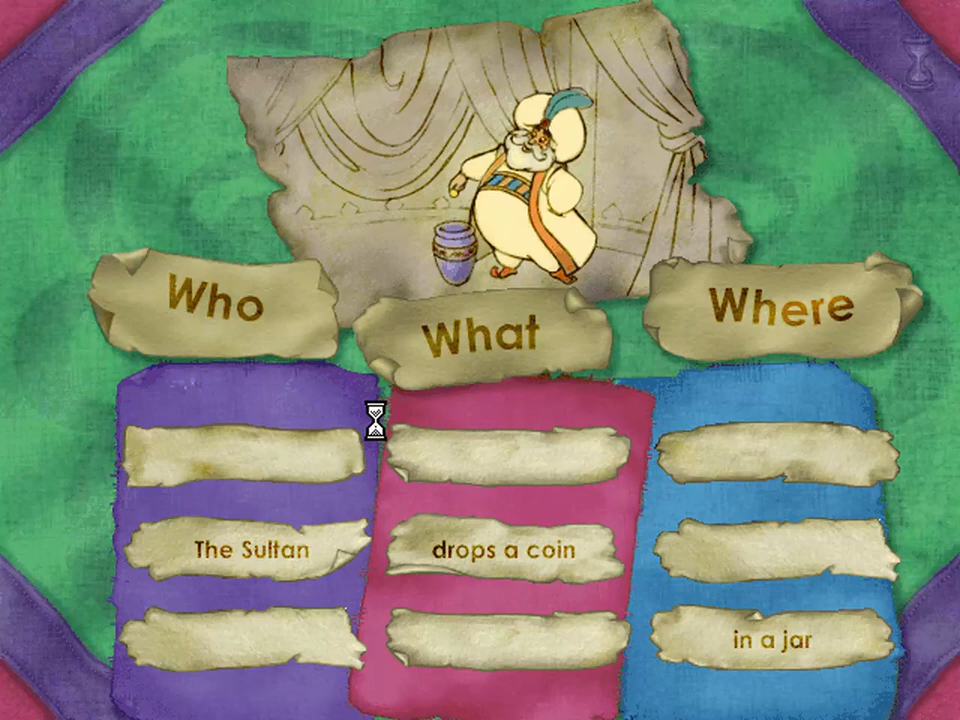 Who
What
Where
The Sultan
drops a coin
in a jar